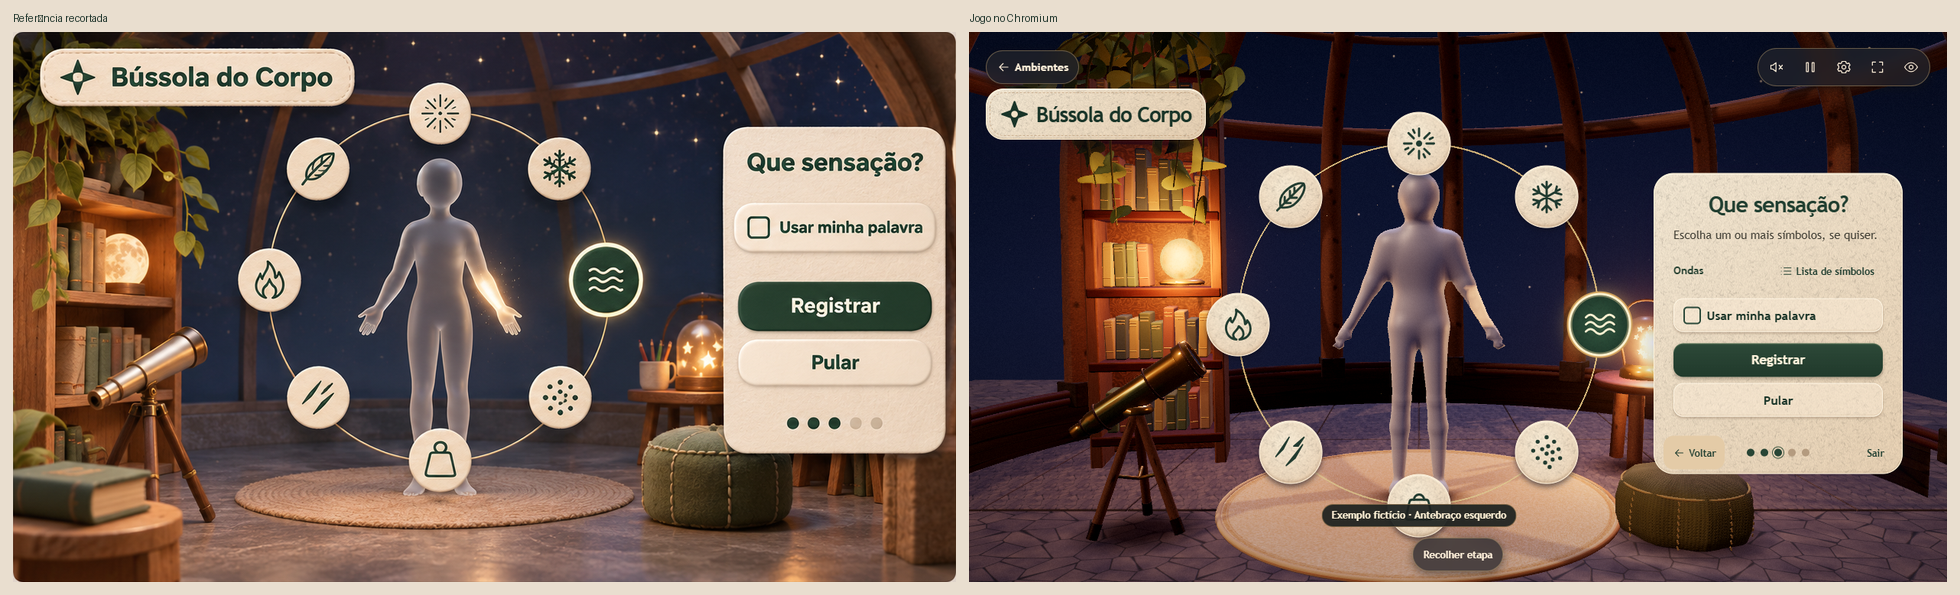 Refer▯ncia recortada
Bússola do Corpo
Que sensação?
Usar minha palavra
Registrar
Pular
Jogo no Chromium
← Ambientes
Bússola do Corpo
Que sensação?
Escolha um ou mais símbolos, se quiser.
Ondas
Lista de símbolos
Usar minha palavra
Registrar
Pular
← Voltar
Sair
Exemplo fictício · Antebraço esquerdo
Recolher etapa